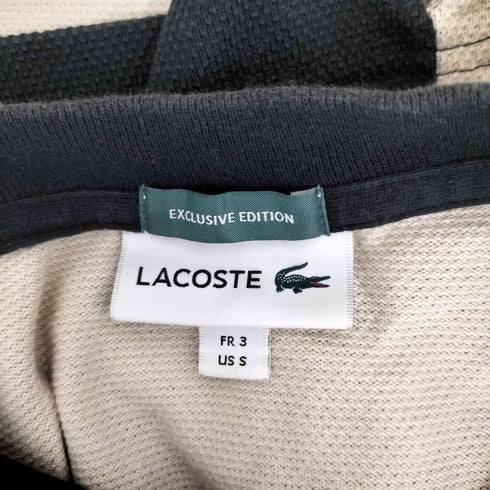 EXCLUSIVE EDITION
LACOSTE
FR 3
US S